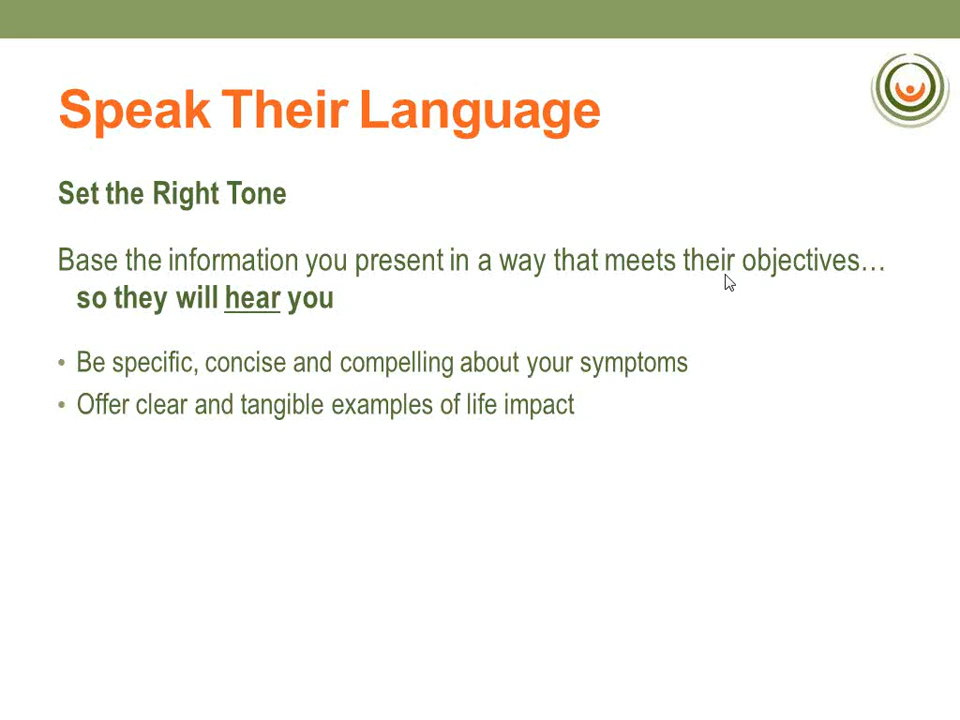 Speak Their Language
Set the Right Tone
Base the information you present in a way that meets their objectives…
so they will hear you
• Be specific, concise and compelling about your symptoms
• Offer clear and tangible examples of life impact